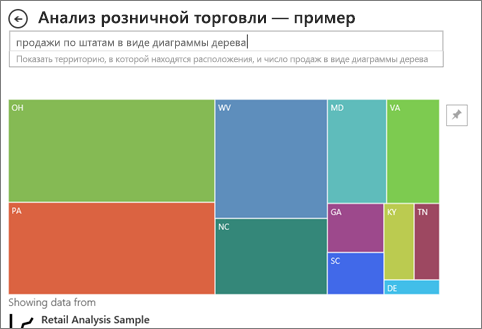 Анализ розничной торговли — пример
продажи по штатам в виде диаграммы дерева
Показать территорию, в которой находятся расположения, и число продаж в виде диаграммы дерева
OH
WV
MD
VA
PA
NC
GA
KY
TN
SC
DE
Showing data from
Retail Analysis Sample